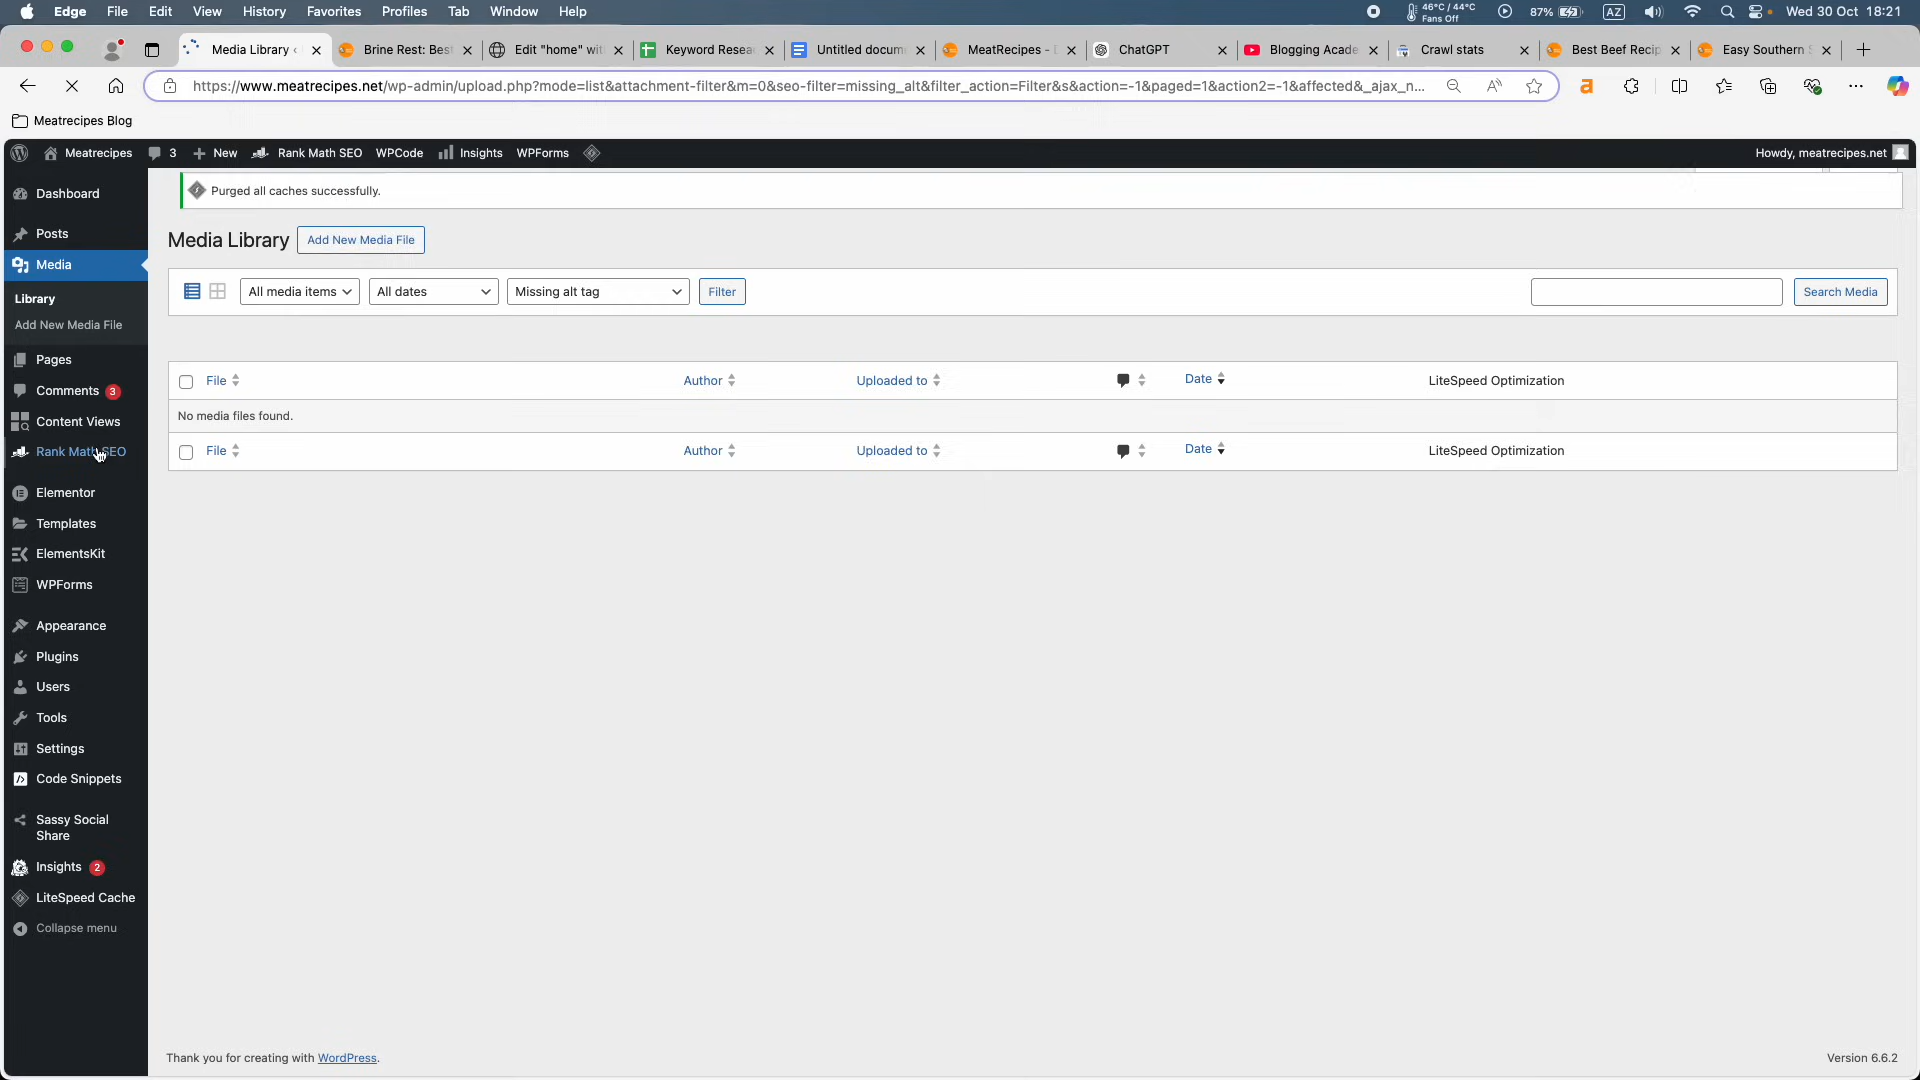 Edge File Edit View History Favorites Profiles Tab Window Help
46°C / 44°C
Fans Off
87% AZ Wed 30 Oct 18:21
Media Library ‹ Brine Rest: Bes Edit "home" wit Keyword Resea Untitled docum MeatRecipes - ChatGPT Blogging Acade Crawl stats Best Beef Recip Easy Southern
https://www.meatrecipes.net/wp-admin/upload.php?mode=list&attachment-filter&m=0&seo-filter=missing_alt&filter_action=Filter&s&action=-1&paged=1&action2=-1&affected&_ajax_n...
Meatrecipes Blog
Meatrecipes 3 New Rank Math SEO WPCode Insights WPForms Howdy, meatrecipes.net
Dashboard
Purged all caches successfully.
Posts
Media Library Add New Media File
Media
All media items All dates Missing alt tag Filter Search Media
Library
Add New Media File
Pages
File Author Uploaded to Date LiteSpeed Optimization
Comments 3
No media files found.
Content Views
Rank Math SEO
File Author Uploaded to Date LiteSpeed Optimization
Elementor
Templates
ElementsKit
WPForms
Appearance
Plugins
Users
Tools
Settings
Code Snippets
Sassy Social
Share
Insights 2
LiteSpeed Cache
Collapse menu
Thank you for creating with WordPress. Version 6.6.2